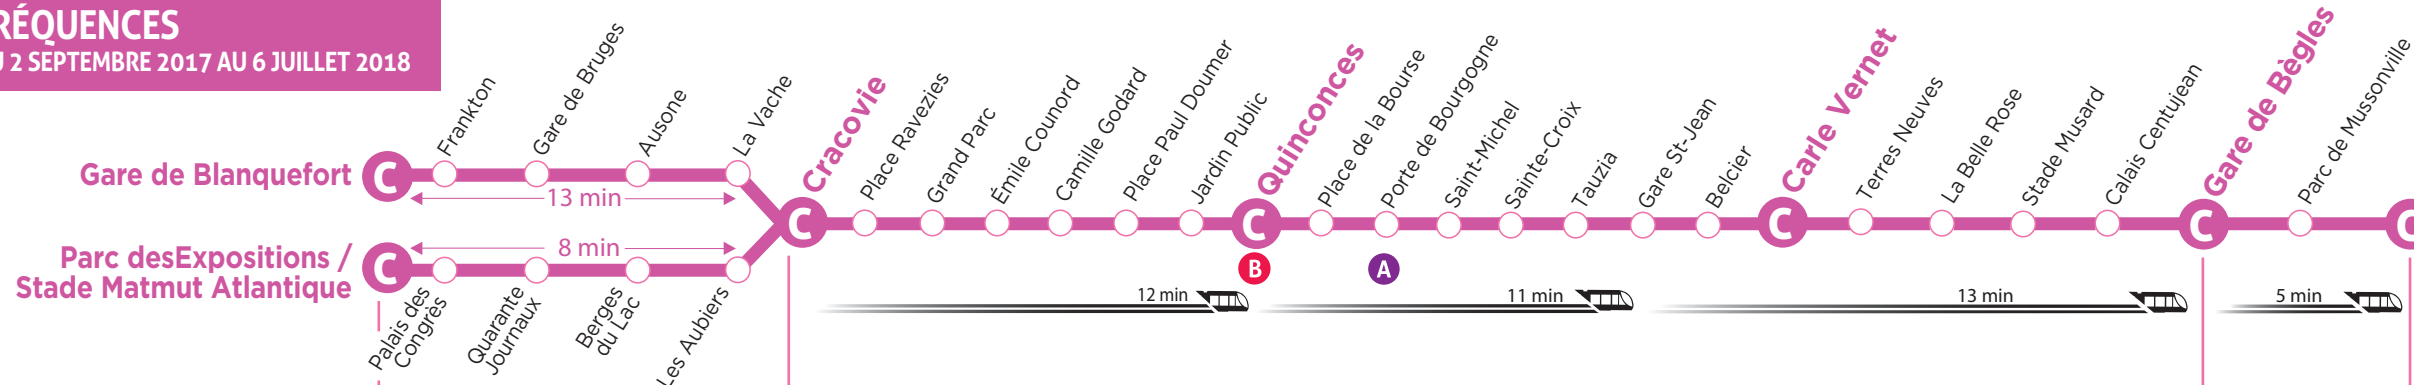 RÉQUENCES
U 2 SEPTEMBRE 2017 AU 6 JUILLET 2018
Frankton
Gare de Bruges
Ausone
La Vache
Cracovie
Place Ravezies
Grand Parc
Émile Counord
Camille Godard
Place Paul Doumer
Jardin Public
Quinconces
Place de la Bourse
Porte de Bourgogne
Saint-Michel
Sainte-Croix
Tauzia
Gare St-Jean
Belcier
Carle Vernet
Terres Neuves
La Belle Rose
Stade Musard
Calais Centujean
Gare de Bègles
Parc de Mussonville
Gare de Blanquefort
C
13 min
C
C
C
C
C
Parc desExpositions /
Stade Matmut Atlantique
C
8 min
B
A
Palais des
Congrès
Quarante
Journaux
Berges
du Lac
Les Aubiers
12 min
11 min
13 min
5 min